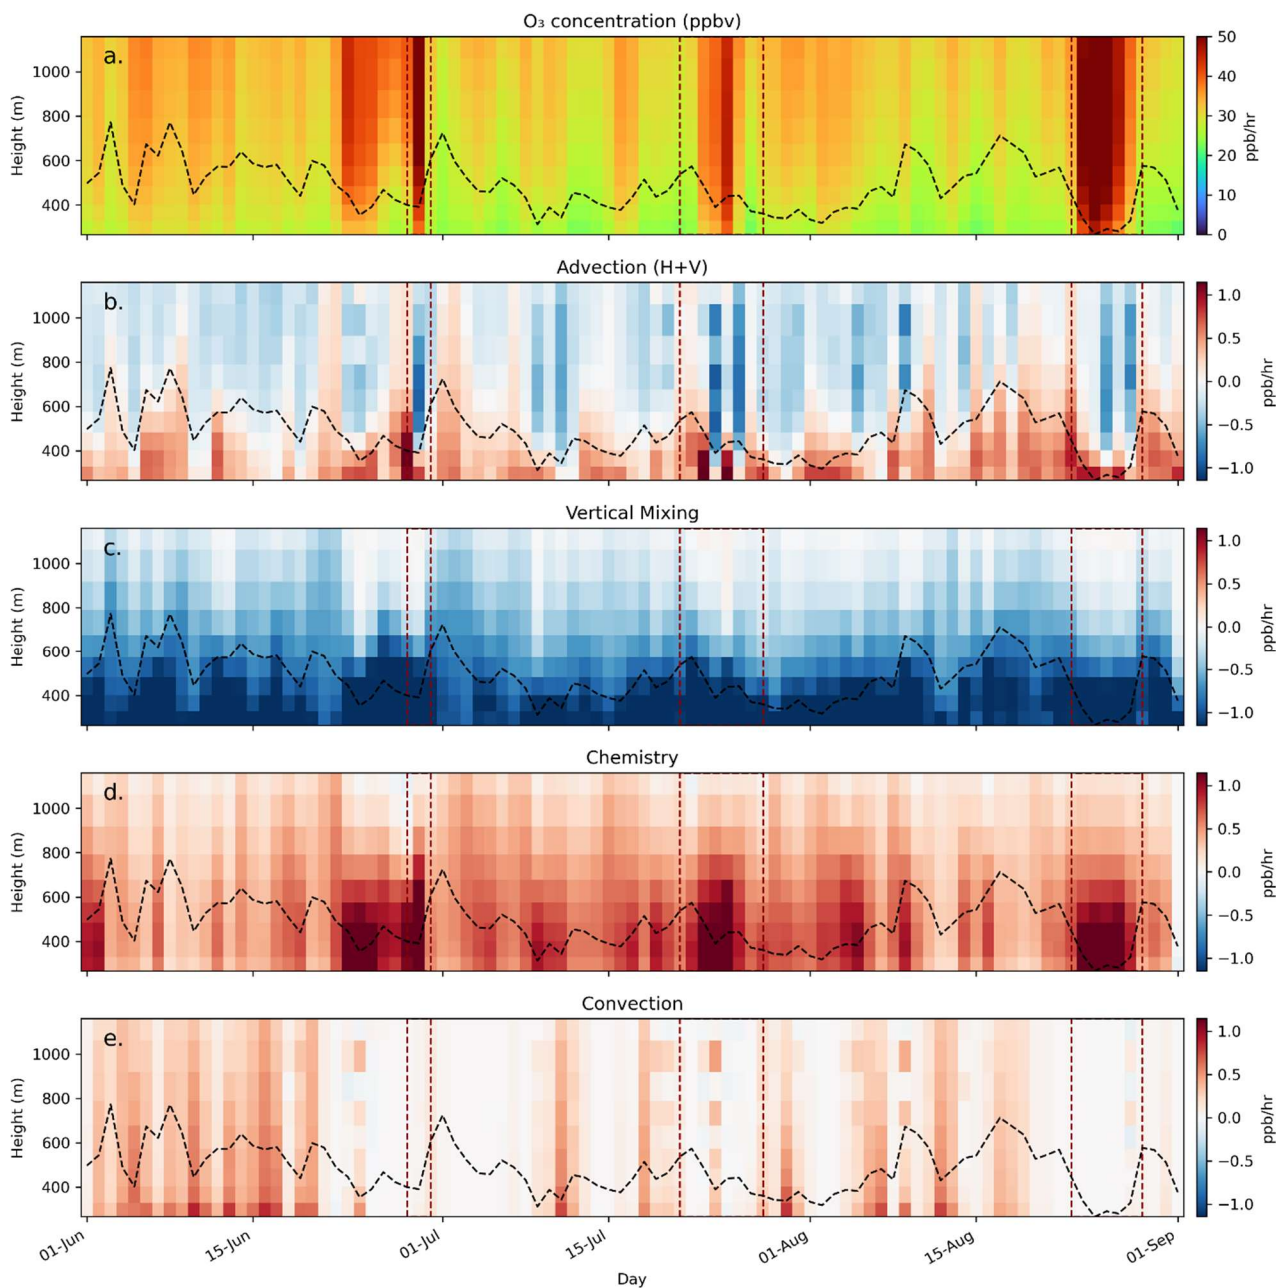 O₃ concentration (ppbv)
a.
Height (m)
1000
800
600
400
50
40
30
20
10
0
ppb/hr
Advection (H+V)
b.
Height (m)
1000
800
600
400
1.0
0.5
0.0
−0.5
−1.0
ppb/hr
Vertical Mixing
c.
Height (m)
1000
800
600
400
1.0
0.5
0.0
−0.5
−1.0
ppb/hr
Chemistry
d.
Height (m)
1000
800
600
400
1.0
0.5
0.0
−0.5
−1.0
ppb/hr
Convection
e.
Height (m)
1000
800
600
400
1.0
0.5
0.0
−0.5
−1.0
ppb/hr
01-Jun
15-Jun
01-Jul
15-Jul
01-Aug
15-Aug
01-Sep
Day